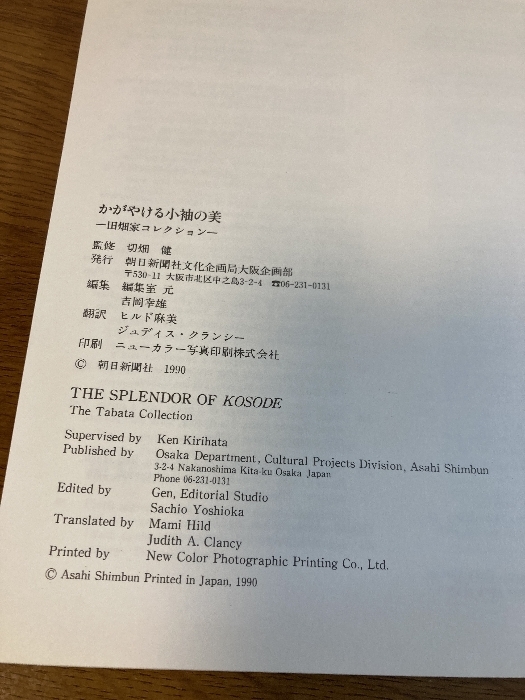 かがやける小袖の美
―旧畑家コレクション―
監修 切畑 健
発行 朝日新聞社文化企画局大阪企画部
〒530-11 大阪市北区中之島3-2-4 ☎06-231-0131
編集 編集室 元
吉岡幸雄
翻訳 ヒルド麻美
ジュディス・クランシー
印刷 ニューカラー写真印刷株式会社
© 朝日新聞社 1990
THE SPLENDOR OF KOSODE
The Tabata Collection
Supervised by Ken Kirihata
Published by Osaka Department, Cultural Projects Division, Asahi Shimbun
3-2-4 Nakanoshima Kita-ku Osaka Japan
Phone 06-231-0131
Edited by Gen, Editorial Studio
Sachio Yoshioka
Translated by Mami Hild
Judith A. Clancy
Printed by New Color Photographic Printing Co., Ltd.
© Asahi Shimbun Printed in Japan, 1990